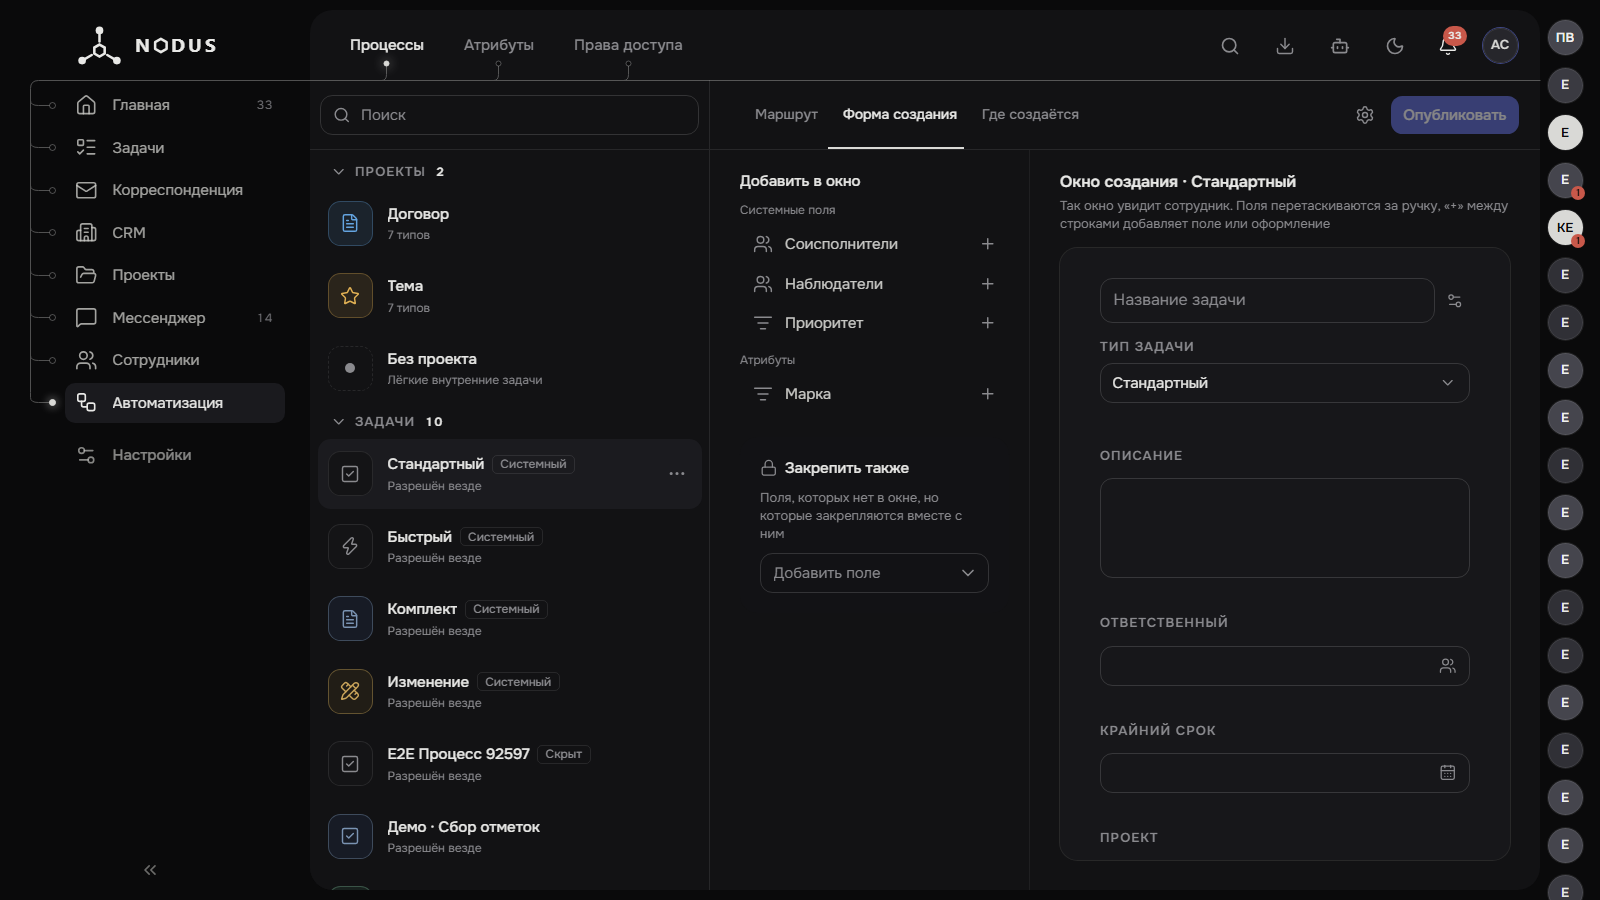 NODUS
Процессы
Атрибуты
Права доступа
33
АС
Главная
33
Задачи
Корреспонденция
CRM
Проекты
Мессенджер
14
Сотрудники
Автоматизация
Настройки
Поиск
ПРОЕКТЫ 2
Договор
7 типов
Тема
7 типов
Без проекта
Лёгкие внутренние задачи
ЗАДАЧИ 10
Стандартный Системный
Разрешён везде
Быстрый Системный
Разрешён везде
Комплект Системный
Разрешён везде
Изменение Системный
Разрешён везде
E2E Процесс 92597 Скрыт
Разрешён везде
Демо · Сбор отметок
Разрешён везде
Маршрут
Форма создания
Где создаётся
Опубликовать
Добавить в окно
Системные поля
Соисполнители
Наблюдатели
Приоритет
Атрибуты
Марка
Закрепить также
Поля, которых нет в окне, но
которые закрепляются вместе с
ним
Добавить поле
Окно создания · Стандартный
Так окно увидит сотрудник. Поля перетаскиваются за ручку, «+» между
строками добавляет поле или оформление
Название задачи
ТИП ЗАДАЧИ
Стандартный
ОПИСАНИЕ
ОТВЕТСТВЕННЫЙ
КРАЙНИЙ СРОК
ПРОЕКТ
ПВ
Е
Е
Е
1
КЕ
1
Е
Е
Е
Е
Е
Е
Е
Е
Е
Е
Е
Е
Е
Е